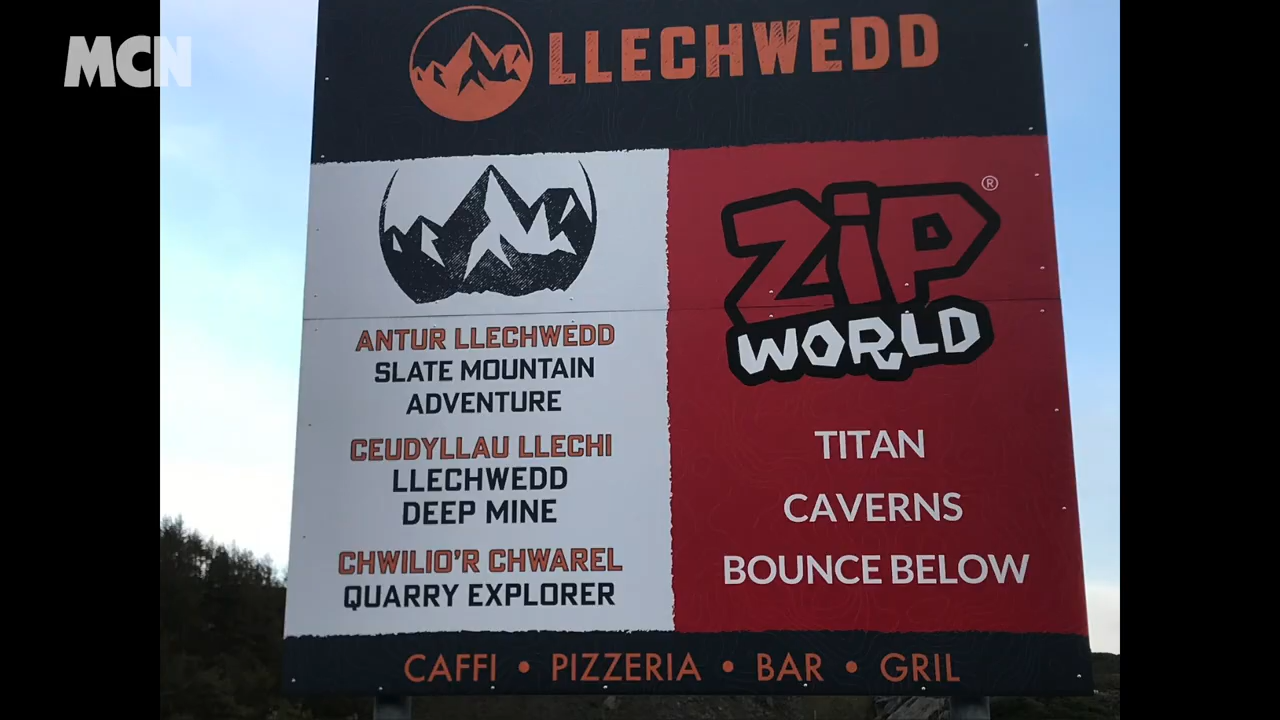 MCN
LLECHWEDD
ZIP
®
WORLD
ANTUR LLECHWEDD
SLATE MOUNTAIN
ADVENTURE
CEUDYLLAU LLECHI
LLECHWEDD
DEEP MINE
CHWILIO'R CHWAREL
QUARRY EXPLORER
TITAN
CAVERNS
BOUNCE BELOW
CAFFI • PIZZERIA • BAR • GRIL